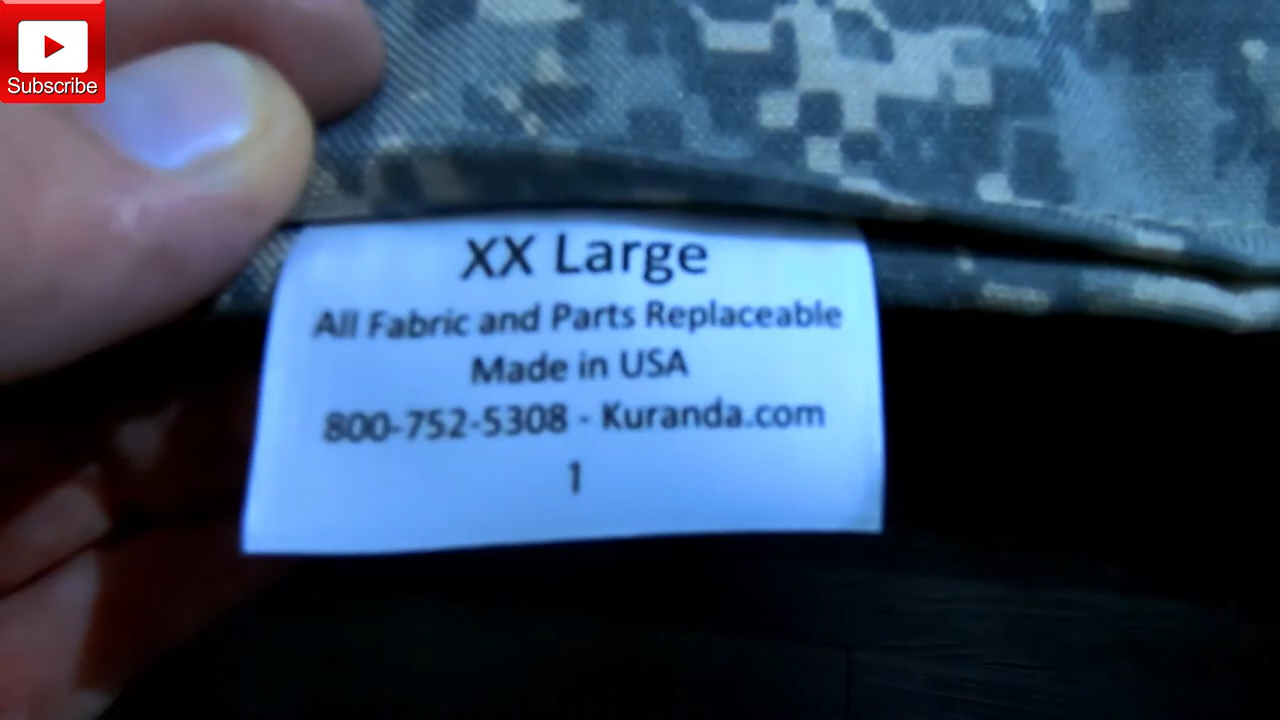 Subscribe
XX Large
All Fabric and Parts Replaceable
Made in USA
800-752-5308 - Kuranda.com
1